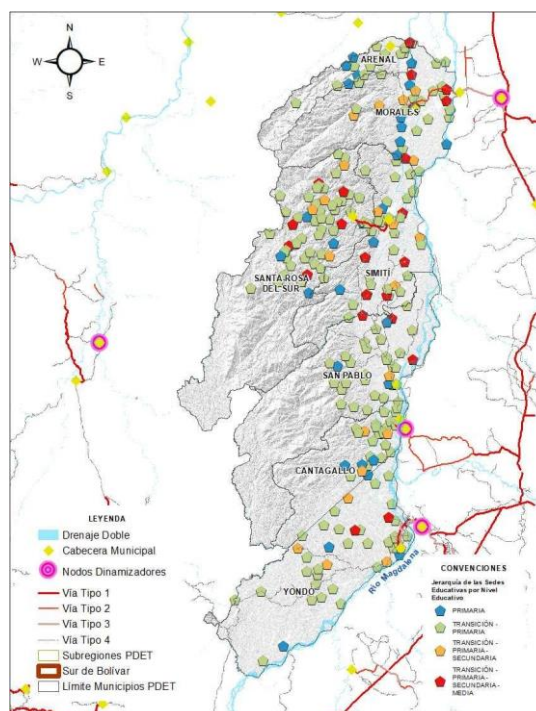 N
W E
S
ARENAL
MORALES
SANTA ROSA
DEL SUR
SIMITÍ
SAN PABLO
CANTAGALLO
YONDÓ
Río Magdalena
LEYENDA
Drenaje Doble
Cabecera Municipal
Nodos Dinamizadores
Vía Tipo 1
Vía Tipo 2
Vía Tipo 3
Vía Tipo 4
Subregiones PDET
Sur de Bolívar
Límite Municipios PDET
CONVENCIONES
Jerarquía de las Sedes
Educativas por Nivel
Educativo
PRIMARIA
TRANSICIÓN -
PRIMARIA
TRANSICIÓN -
PRIMARIA -
SECUNDARIA
TRANSICIÓN -
PRIMARIA -
SECUNDARIA -
MEDIA